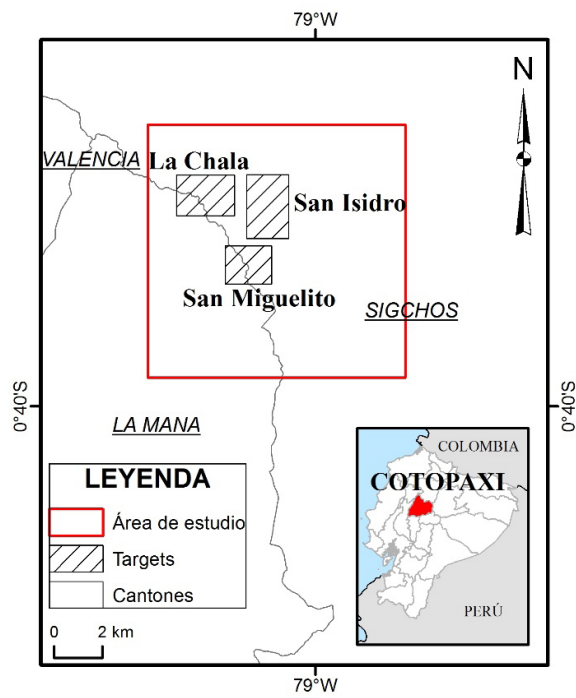 79°W
N
VALENCIA
La Chala
San Isidro
San Miguelito
SIGCHOS
0°40'S
0°40'S
LA MANA
LEYENDA
Área de estudio
Targets
Cantones
0 2 km
COLOMBIA
COTOPAXI
PERÚ
79°W